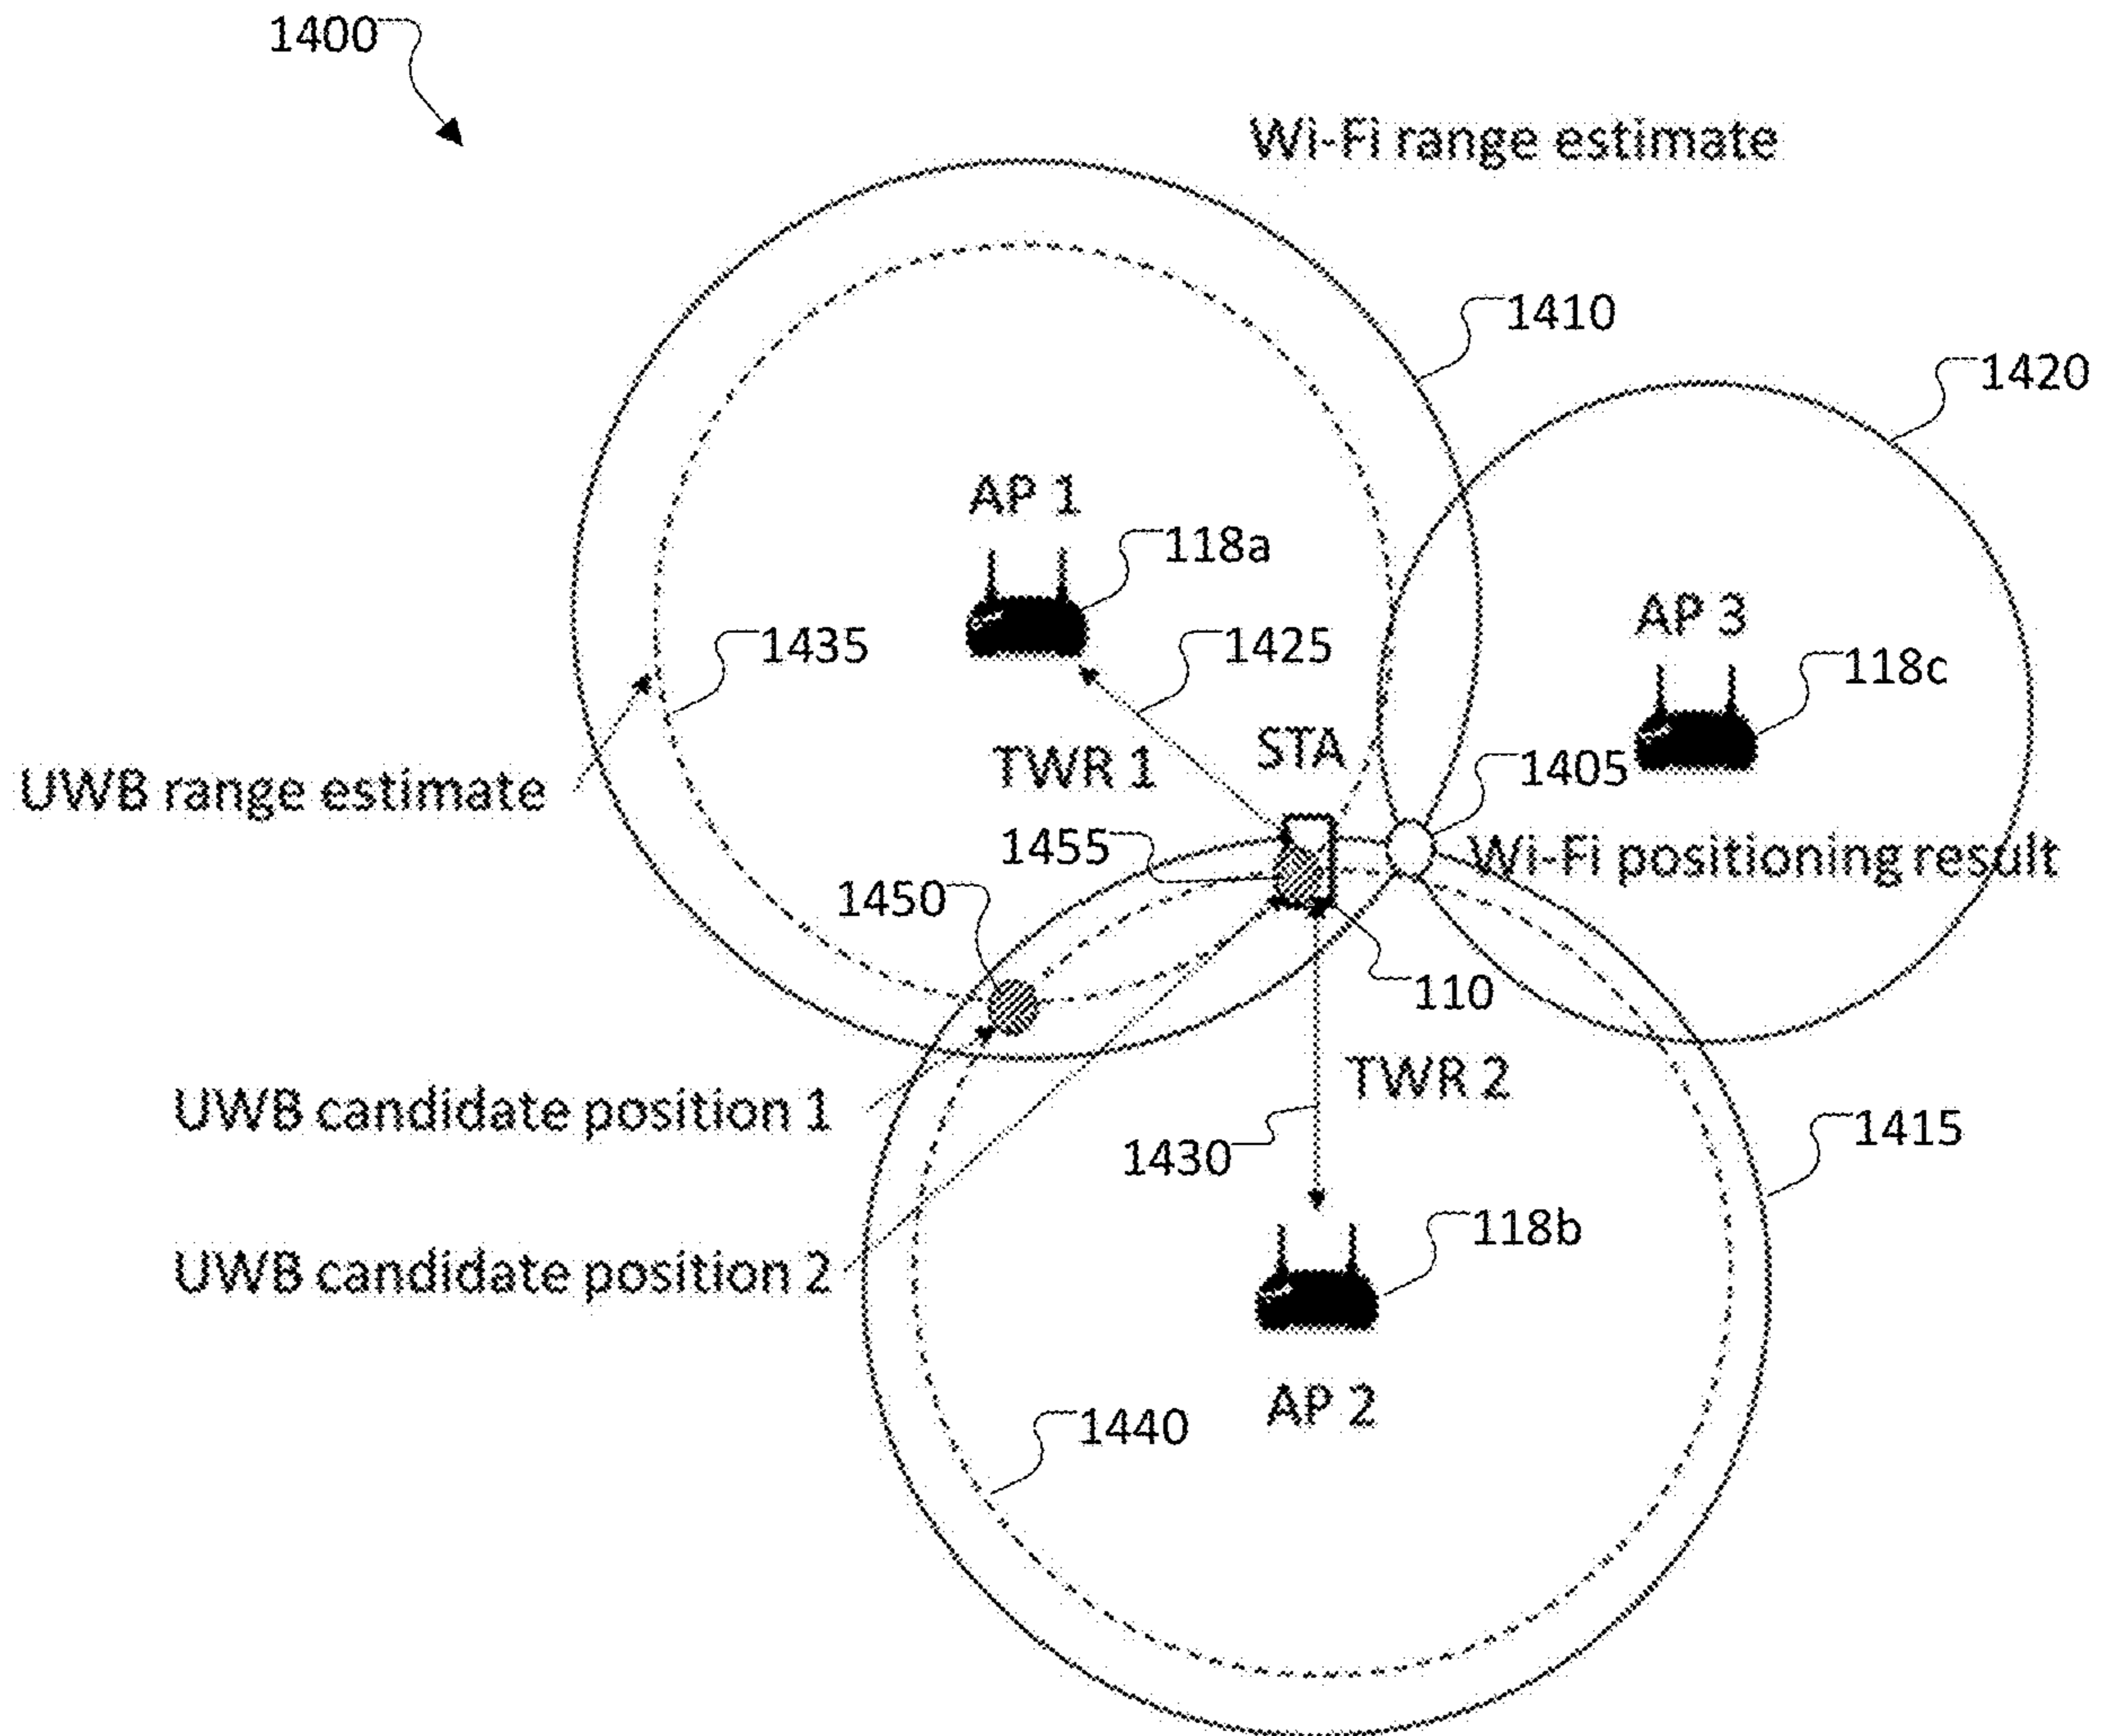 1400
Wi-Fi range estimate
1410
1420
AP 1
118a
AP 3
1435
1425
118c
STA
TWR 1
1405
UWB range estimate
1455
Wi-Fi positioning result
1450
110
TWR 2
UWB candidate position 1
1415
1430
118b
UWB candidate position 2
AP 2
1440